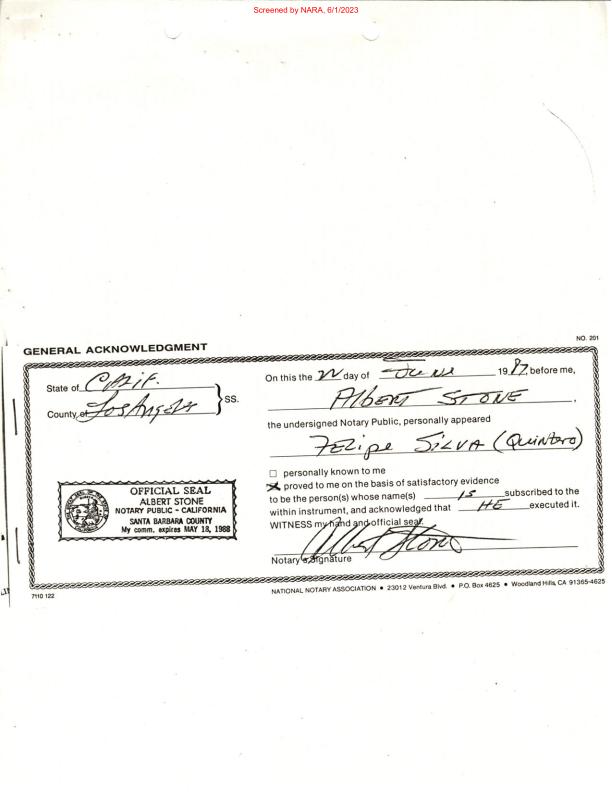 Screened by NARA, 6/1/2023
NO. 201
GENERAL ACKNOWLEDGMENT
State of Calif.
County of Los Angeles
SS.
On this the 22 day of June 1987, before me,
Albert Stone,
the undersigned Notary Public, personally appeared
Felipe Silva (Quintero)
☐ personally known to me
☒ proved to me on the basis of satisfactory evidence
to be the person(s) whose name(s) is subscribed to the
within instrument, and acknowledged that HE executed it.
WITNESS my hand and official seal.
Albert Stone
Notary's Signature
OFFICIAL SEAL
ALBERT STONE
NOTARY PUBLIC - CALIFORNIA
SANTA BARBARA COUNTY
My comm. expires MAY 18, 1988
7110 122
NATIONAL NOTARY ASSOCIATION • 23012 Ventura Blvd. • P.O. Box 4625 • Woodland Hills, CA 91365-4625